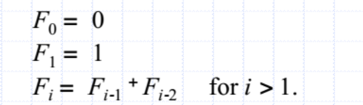 F₀ = 0
F₁ = 1
Fᵢ = Fᵢ₋₁ + Fᵢ₋₂ for i > 1.